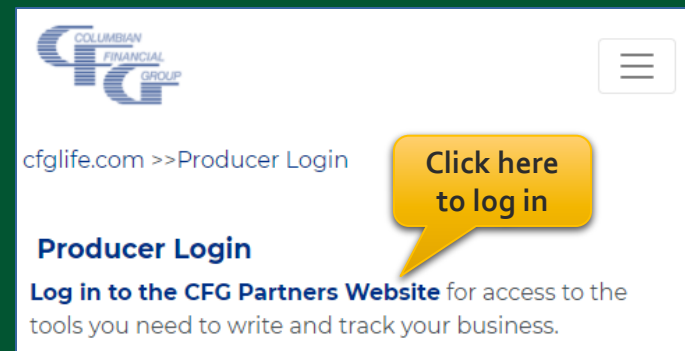 COLUMBIAN
FINANCIAL
GROUP
cfglife.com >>Producer Login
Click here
to log in
Producer Login
Log in to the CFG Partners Website for access to the
tools you need to write and track your business.